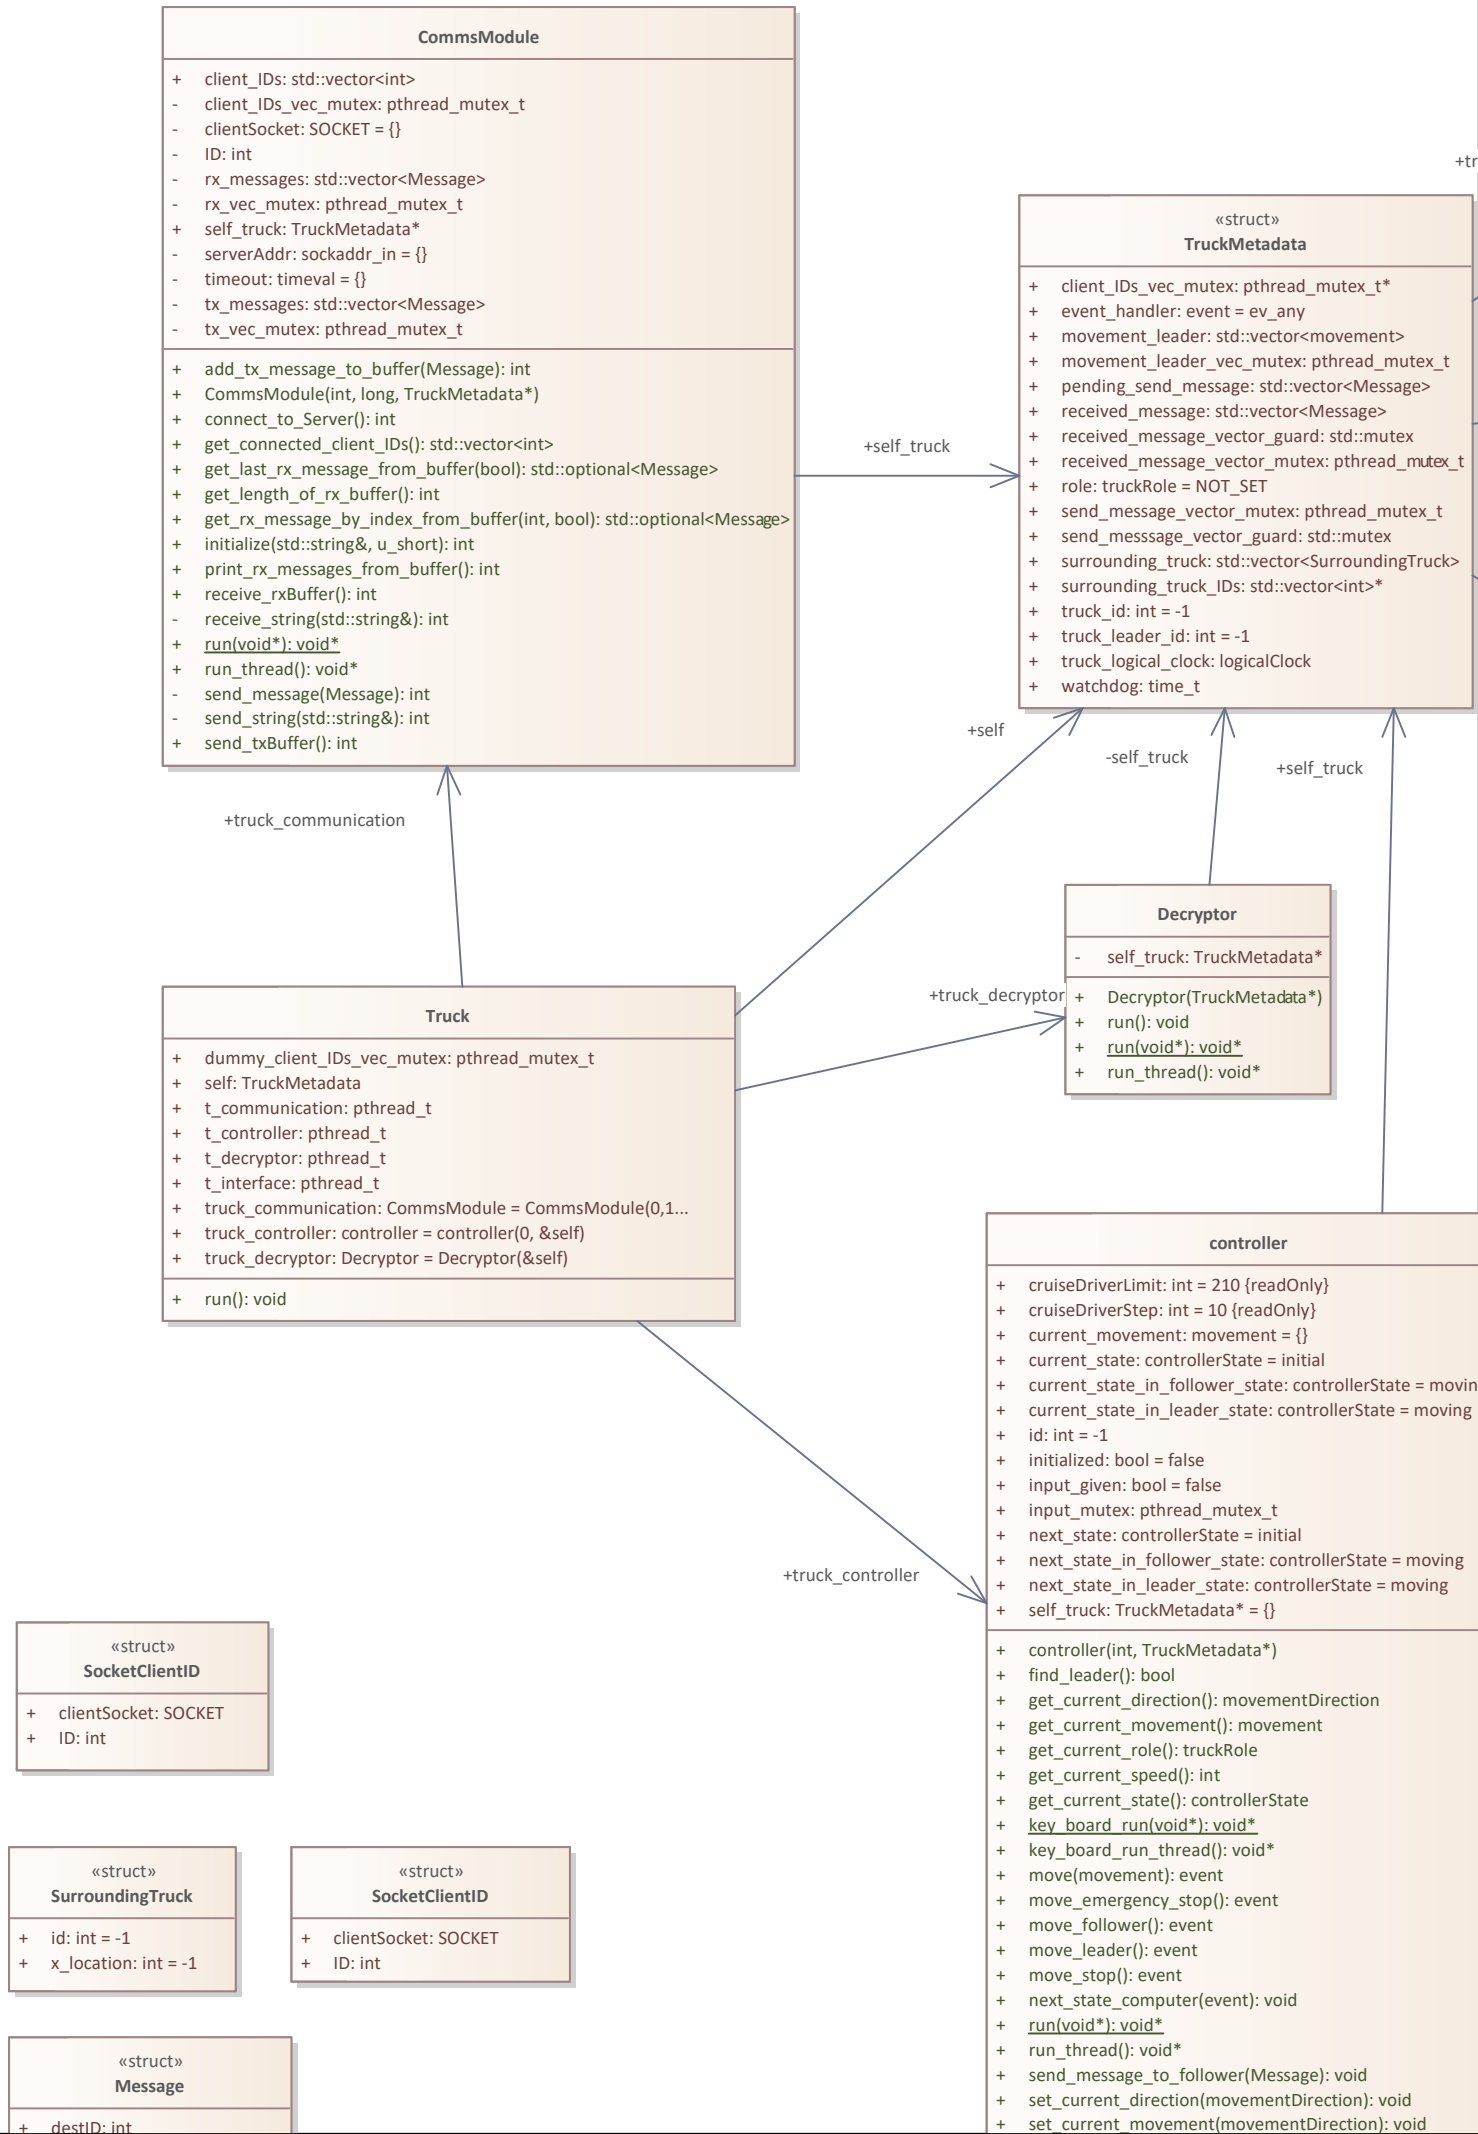 CommsModule
+ client_IDs: std::vector<int>
- client_IDs_vec_mutex: pthread_mutex_t
- clientSocket: SOCKET = {}
- ID: int
- rx_messages: std::vector<Message>
- rx_vec_mutex: pthread_mutex_t
+ self_truck: TruckMetadata*
- serverAddr: sockaddr_in = {}
- timeout: timeval = {}
- tx_messages: std::vector<Message>
- tx_vec_mutex: pthread_mutex_t
+ add_tx_message_to_buffer(Message): int
+ CommsModule(int, long, TruckMetadata*)
+ connect_to_Server(): int
+ get_connected_client_IDs(): std::vector<int>
+ get_last_rx_message_from_buffer(bool): std::optional<Message>
+ get_length_of_rx_buffer(): int
+ get_rx_message_by_index_from_buffer(int, bool): std::optional<Message>
+ initialize(std::string&, u_short): int
+ print_rx_messages_from_buffer(): int
+ receive_rxBuffer(): int
- receive_string(std::string&): int
+ run(void*): void*
+ run_thread(): void*
- send_message(Message): int
- send_string(std::string&): int
+ send_txBuffer(): int
+tr
+self_truck
«struct»
TruckMetadata
+ client_IDs_vec_mutex: pthread_mutex_t*
+ event_handler: event = ev_any
+ movement_leader: std::vector<movement>
+ movement_leader_vec_mutex: pthread_mutex_t
+ pending_send_message: std::vector<Message>
+ received_message: std::vector<Message>
+ received_message_vector_guard: std::mutex
+ received_message_vector_mutex: pthread_mutex_t
+ role: truckRole = NOT_SET
+ send_message_vector_mutex: pthread_mutex_t
+ send_messsage_vector_guard: std::mutex
+ surrounding_truck: std::vector<SurroundingTruck>
+ surrounding_truck_IDs: std::vector<int>*
+ truck_id: int = -1
+ truck_leader_id: int = -1
+ truck_logical_clock: logicalClock
+ watchdog: time_t
+self
-self_truck
+self_truck
+truck_communication
Decryptor
- self_truck: TruckMetadata*
+ Decryptor(TruckMetadata*)
+ run(): void
+ run(void*): void*
+ run_thread(): void*
+truck_decryptor
Truck
+ dummy_client_IDs_vec_mutex: pthread_mutex_t
+ self: TruckMetadata
+ t_communication: pthread_t
+ t_controller: pthread_t
+ t_decryptor: pthread_t
+ t_interface: pthread_t
+ truck_communication: CommsModule = CommsModule(0,1...
+ truck_controller: controller = controller(0, &self)
+ truck_decryptor: Decryptor = Decryptor(&self)
+ run(): void
+truck_controller
controller
+ cruiseDriverLimit: int = 210 {readOnly}
+ cruiseDriverStep: int = 10 {readOnly}
+ current_movement: movement = {}
+ current_state: controllerState = initial
+ current_state_in_follower_state: controllerState = movin
+ current_state_in_leader_state: controllerState = moving
+ id: int = -1
+ initialized: bool = false
+ input_given: bool = false
+ input_mutex: pthread_mutex_t
+ next_state: controllerState = initial
+ next_state_in_follower_state: controllerState = moving
+ next_state_in_leader_state: controllerState = moving
+ self_truck: TruckMetadata* = {}
+ controller(int, TruckMetadata*)
+ find_leader(): bool
+ get_current_direction(): movementDirection
+ get_current_movement(): movement
+ get_current_role(): truckRole
+ get_current_speed(): int
+ get_current_state(): controllerState
+ key_board_run(void*): void*
+ key_board_run_thread(): void*
+ move(movement): event
+ move_emergency_stop(): event
+ move_follower(): event
+ move_leader(): event
+ move_stop(): event
+ next_state_computer(event): void
+ run(void*): void*
+ run_thread(): void*
+ send_message_to_follower(Message): void
+ set_current_direction(movementDirection): void
+ set_current_movement(movementDirection): void
«struct»
SocketClientID
+ clientSocket: SOCKET
+ ID: int
«struct»
SurroundingTruck
+ id: int = -1
+ x_location: int = -1
«struct»
SocketClientID
+ clientSocket: SOCKET
+ ID: int
«struct»
Message
+ destID: int